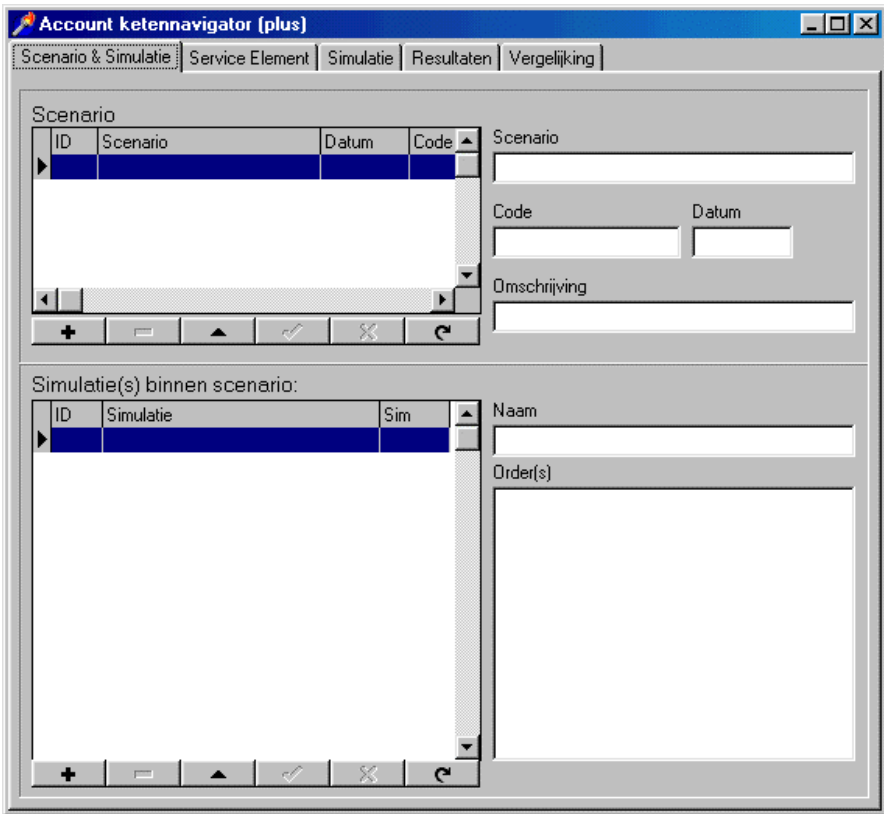 Account ketennavigator (plus)
Scenario & Simulatie Service Element Simulatie Resultaten Vergelijking
Scenario
ID Scenario Datum Code
Scenario
Code Datum
Omschrijving
Simulatie(s) binnen scenario:
ID Simulatie Sim
Naam
Order(s)